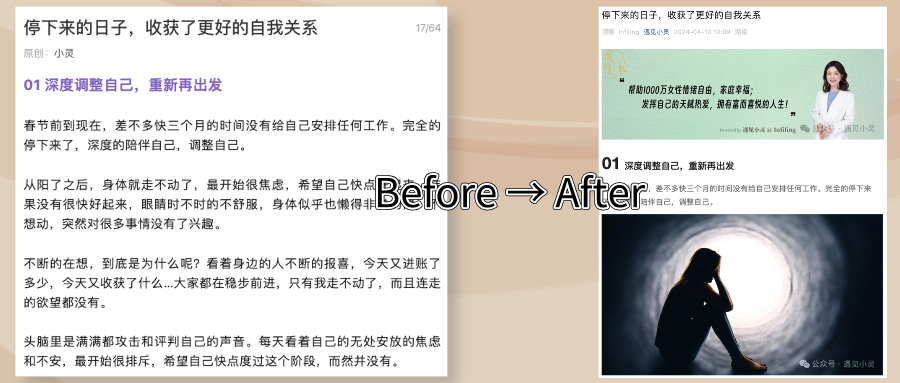 停下来的日子，收获了更好的自我关系
17/64
原创：小灵
01 深度调整自己，重新再出发
春节前到现在，差不多快三个月的时间没有给自己安排任何工作。完全的
停下来了，深度的陪伴自己，调整自己。
从阳了之后，身体就走不动了，最开始很焦虑，希望自己快点
果没有很快好起来，眼睛时不时的不舒服，身体似乎也懒得
想动，突然对很多事情没有了兴趣。
不断的在想，到底是为什么呢？看着身边的人不断的报喜，今天又进账了
多少，今天又收获了什么...大家都在稳步前进，只有我走不动了，而且连走
的欲望都没有。
头脑里是满满都攻击和评判自己的声音。每天看着自己的无处安放的焦虑
和不安，最开始很排斥，希望自己快点度过这个阶段，而然并没有。
Before → After
停下来的日子，收获了更好的自我关系
原创 Infiling 遇见小灵 2024-04-10 10:09
帮助1000万女性情绪自由，家庭幸福；
发挥自己的天赋热爱，拥有富而喜悦的人生！
Powered by 遇见小灵 @ Infiling
公众号 · 遇见小灵
01 深度调整自己，重新再出发
差不多快三个月的时间没有给自己安排任何工作。完全的停下来
陪伴自己，调整自己。
公众号 · 遇见小灵